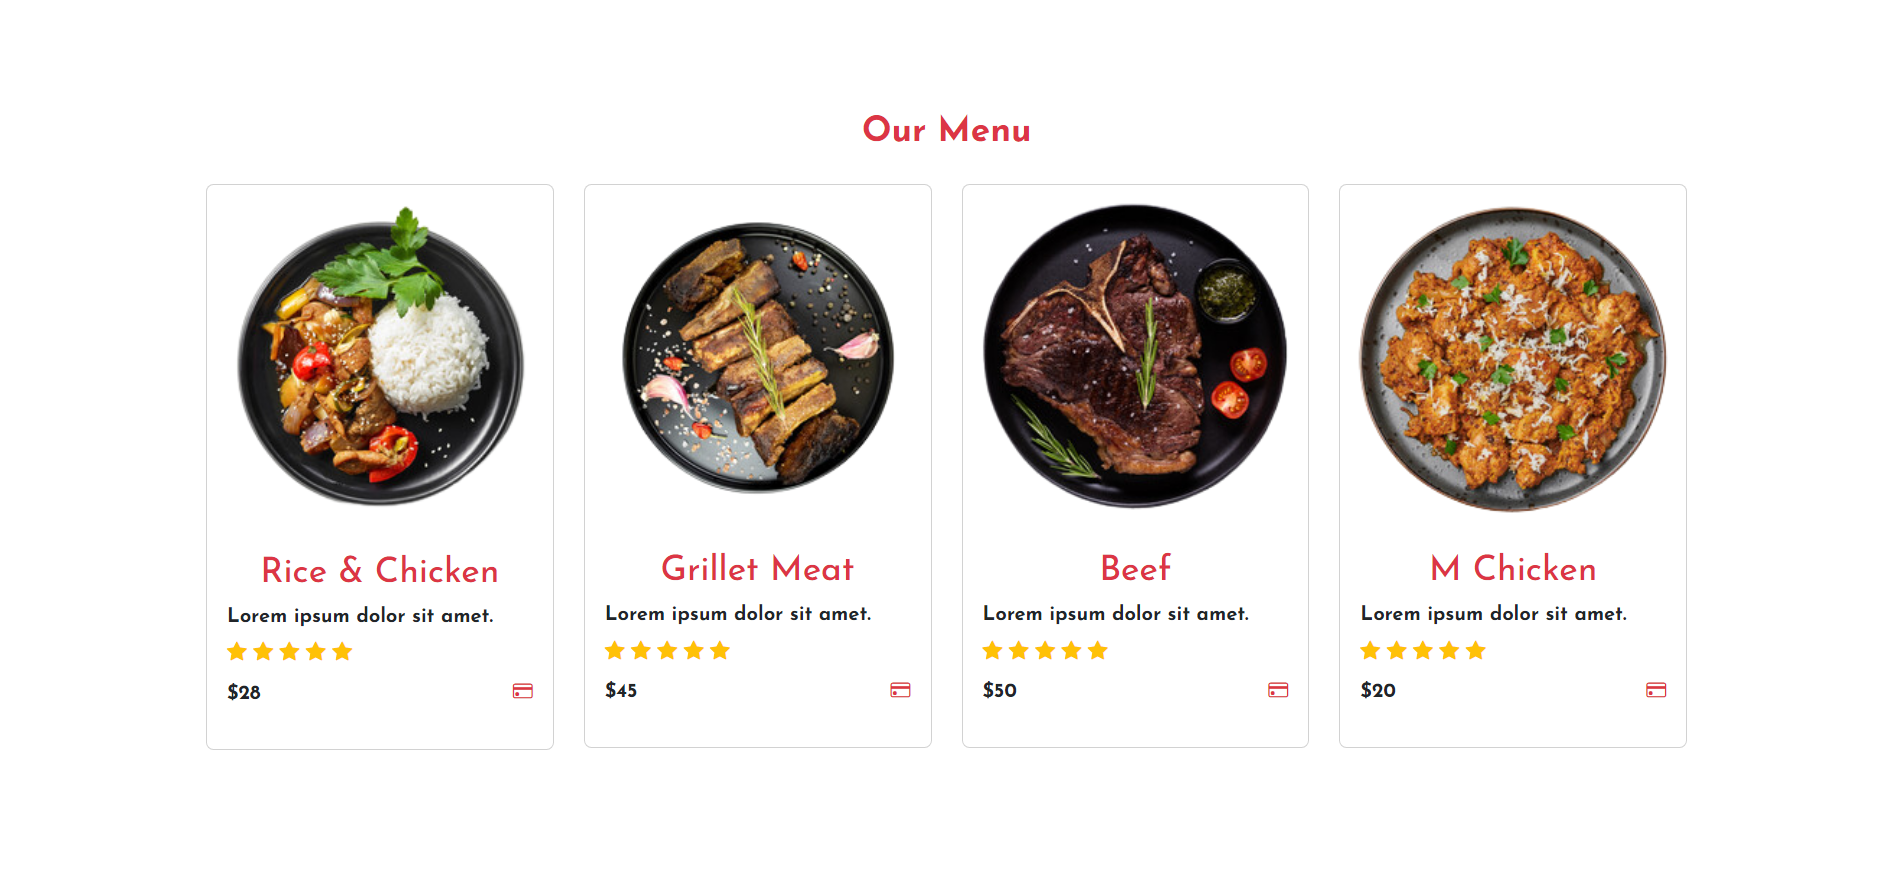 Our Menu
Rice & Chicken
Lorem ipsum dolor sit amet.
$28
Grillet Meat
Lorem ipsum dolor sit amet.
$45
Beef
Lorem ipsum dolor sit amet.
$50
M Chicken
Lorem ipsum dolor sit amet.
$20